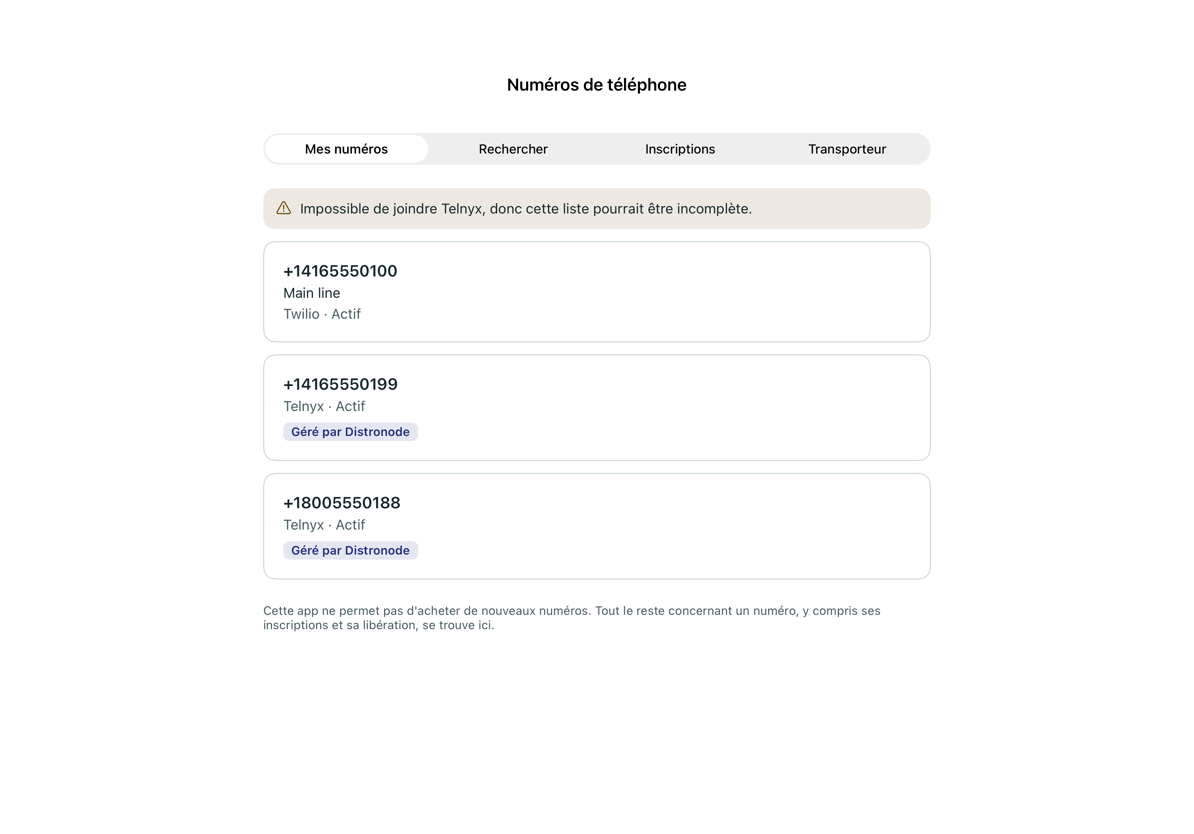 Numéros de téléphone
Mes numéros
Rechercher
Inscriptions
Transporteur
Impossible de joindre Telnyx, donc cette liste pourrait être incomplète.
+14165550100
Main line
Twilio · Actif
+14165550199
Telnyx · Actif
Géré par Distronode
+18005550188
Telnyx · Actif
Géré par Distronode
Cette app ne permet pas d'acheter de nouveaux numéros. Tout le reste concernant un numéro, y compris ses
inscriptions et sa libération, se trouve ici.